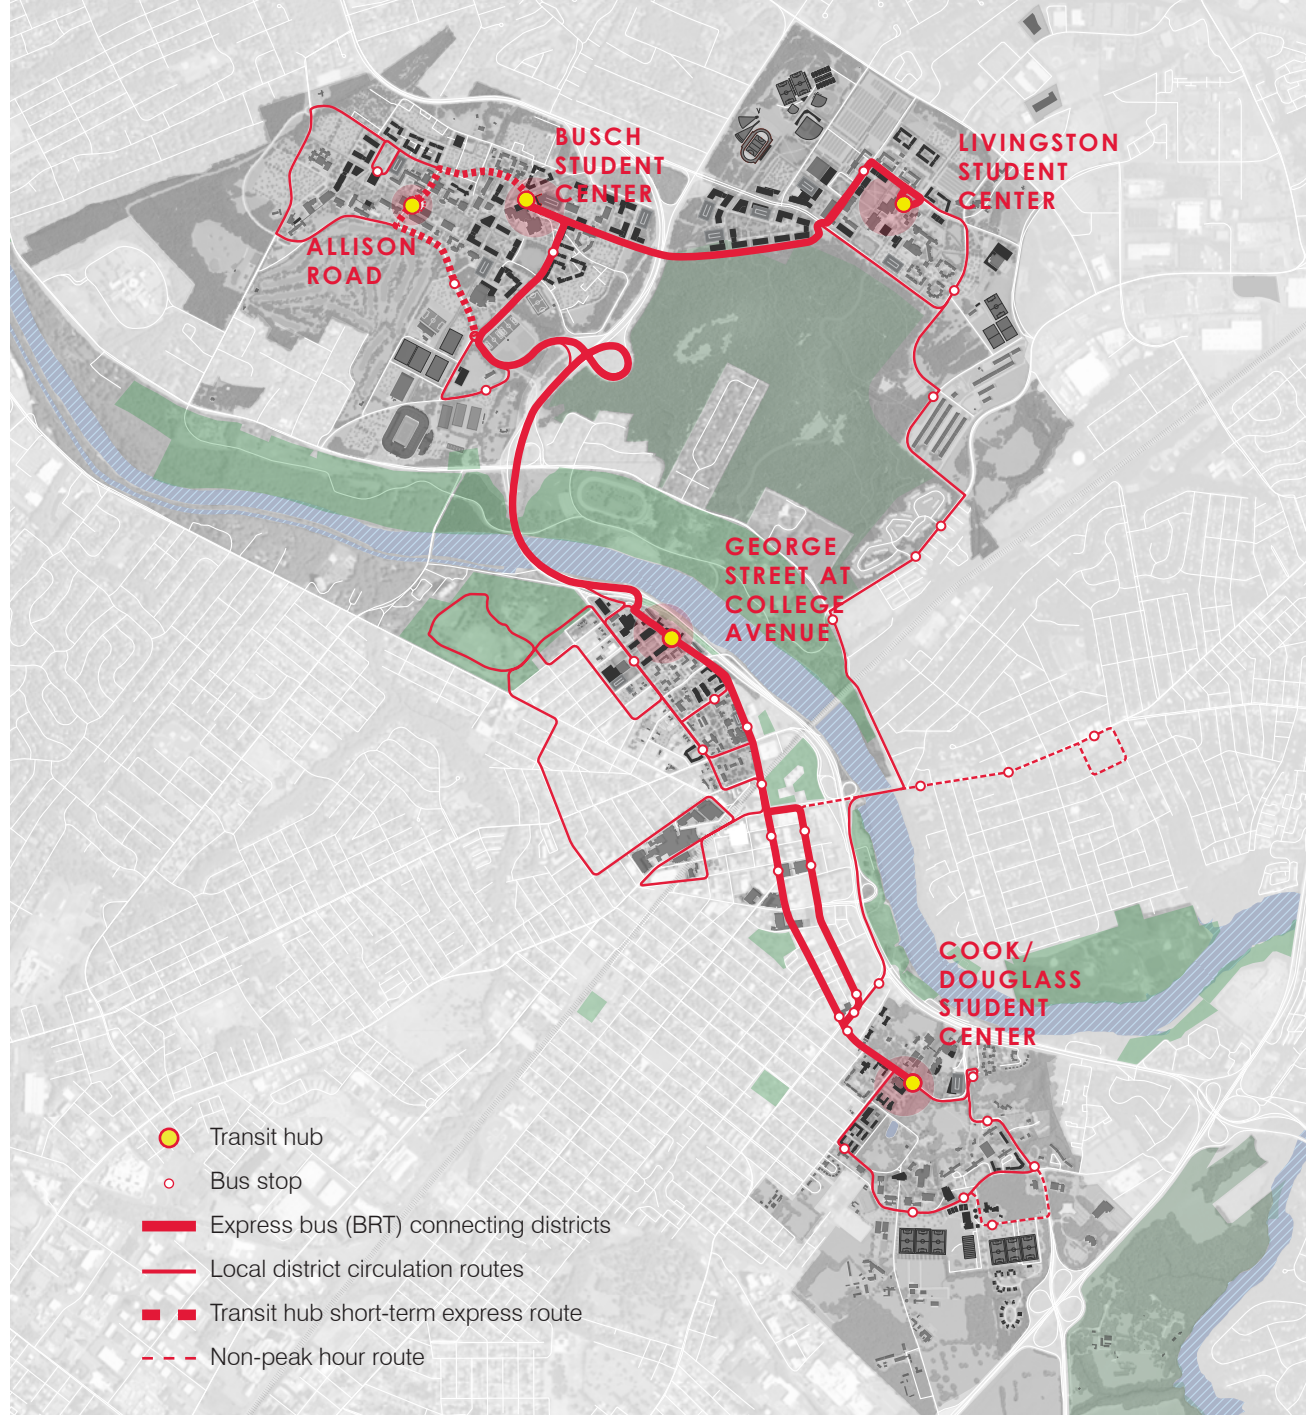 BUSCH
STUDENT
CENTER
LIVINGSTON
STUDENT
CENTER
ALLISON
ROAD
GEORGE
STREET AT
COLLEGE
AVENUE
COOK/
DOUGLASS
STUDENT
CENTER
Transit hub
Bus stop
Express bus (BRT) connecting districts
Local district circulation routes
Transit hub short-term express route
Non-peak hour route